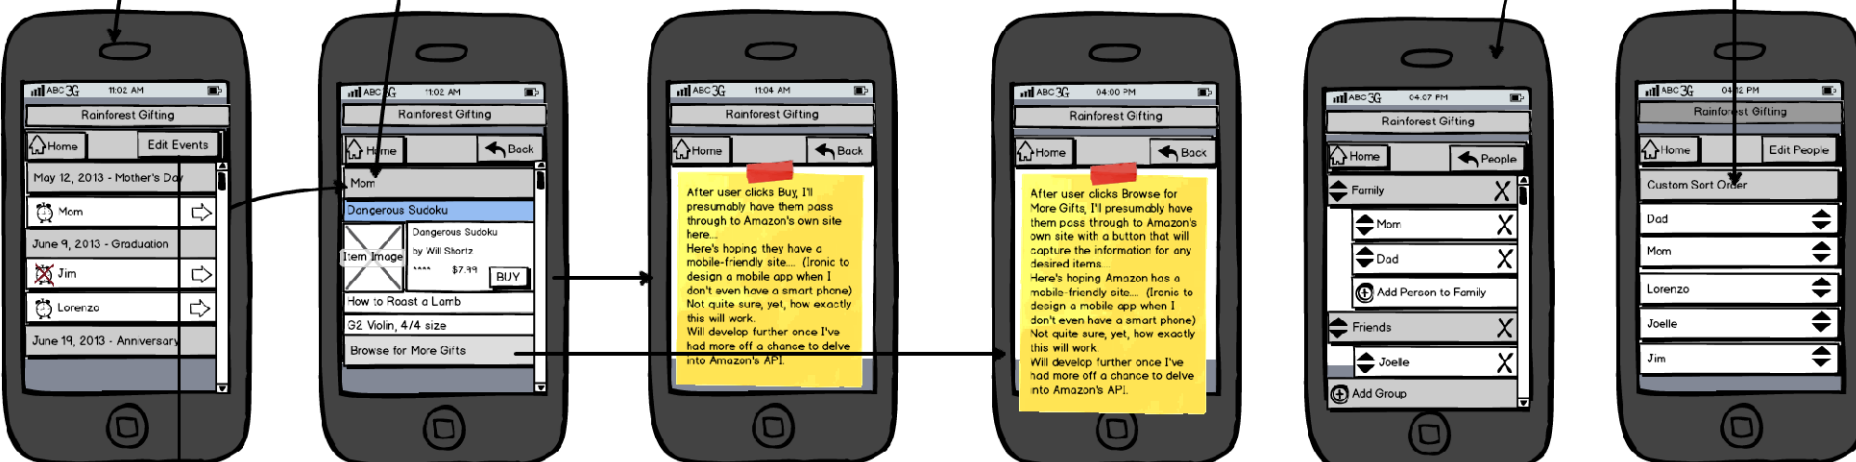 ABC 3G 11:02 AM
Rainforest Gifting
Home Edit Events
May 12, 2013 - Mother's Day
Mom
June 9, 2013 - Graduation
Jim
Lorenzo
June 19, 2013 - Anniversary
ABC 3G 11:02 AM
Rainforest Gifting
Home Back
Mom
Dangerous Sudoku
Item Image
Dangerous Sudoku
by Will Shortz
**** $7.99
BUY
How to Roast a Lamb
G2 Violin, 4/4 size
Browse for More Gifts
ABC 3G 11:04 AM
Rainforest Gifting
Home Back
After user clicks Buy, I'll
presumably have them pass
through to Amazon's own site
here...
Here's hoping they have a
mobile-friendly site.... (Ironic to
design a mobile app when I
don't even have a smart phone)
Not quite sure, yet, how exactly
this will work.
Will develop further once I've
had more off a chance to delve
into Amazon's API.
ABC 3G 04:00 PM
Rainforest Gifting
Home Back
After user clicks Browse for
More Gifts, I'll presumably have
them pass through to Amazon's
own site with a button that will
capture the information for any
desired items...
Here's hoping Amazon has a
mobile-friendly site.... (Ironic to
design a mobile app when I
don't even have a smart phone)
Not quite sure, yet, how exactly
this will work.
Will develop further once I've
had more off a chance to delve
into Amazon's API.
ABC 3G 04:07 PM
Rainforest Gifting
Home People
Family X
Mom X
Dad X
Add Person to Family
Friends X
Joelle X
Add Group
ABC 3G 04:12 PM
Rainforest Gifting
Home Edit People
Custom Sort Order
Dad
Mom
Lorenzo
Joelle
Jim